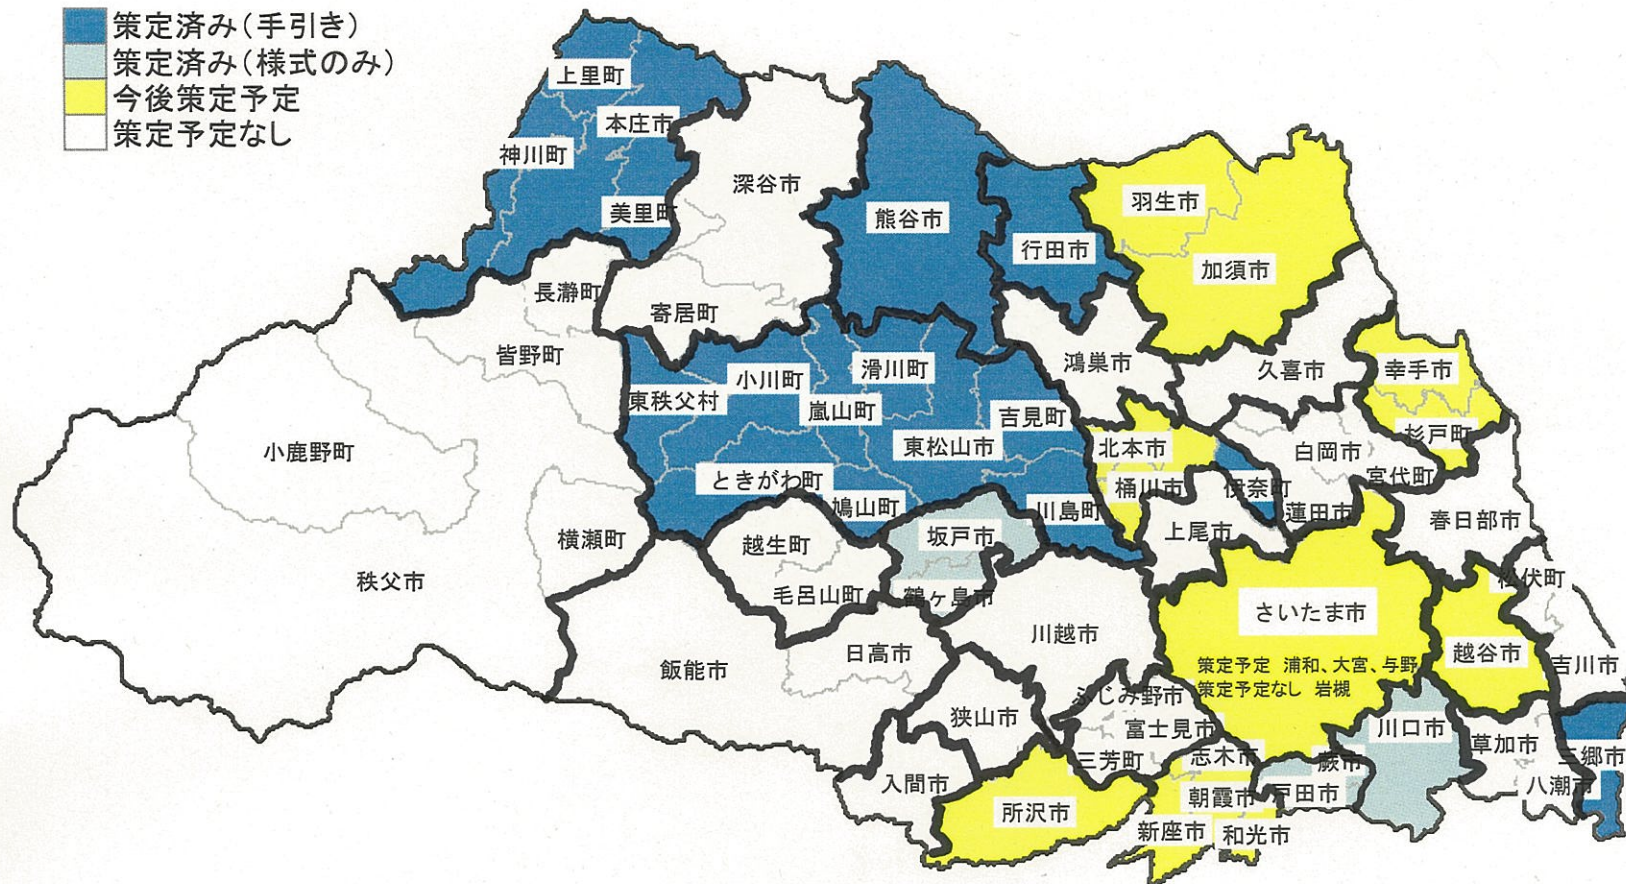 策定済み(手引き)
策定済み(様式のみ)
今後策定予定
策定予定なし
上里町
本庄市
神川町
美里町
深谷市
熊谷市
行田市
羽生市
加須市
長瀞町
寄居町
皆野町
東秩父村
小川町
滑川町
嵐山町
吉見町
東松山市
鴻巣市
久喜市
幸手市
杉戸町
小鹿野町
ときがわ町
鳩山町
川島町
北本市
桶川市
伊奈町
白岡市
宮代町
蓮田市
春日部市
上尾市
横瀬町
秩父市
越生町
毛呂山町
坂戸市
鶴ヶ島市
松伏町
さいたま市
策定予定 浦和、大宮、与野
策定予定なし 岩槻
川越市
越谷市
吉川市
飯能市
日高市
狭山市
ふじみ野市
富士見市
三芳町
志木市
蕨市
川口市
草加市
三郷市
八潮市
入間市
所沢市
朝霞市
戸田市
新座市
和光市